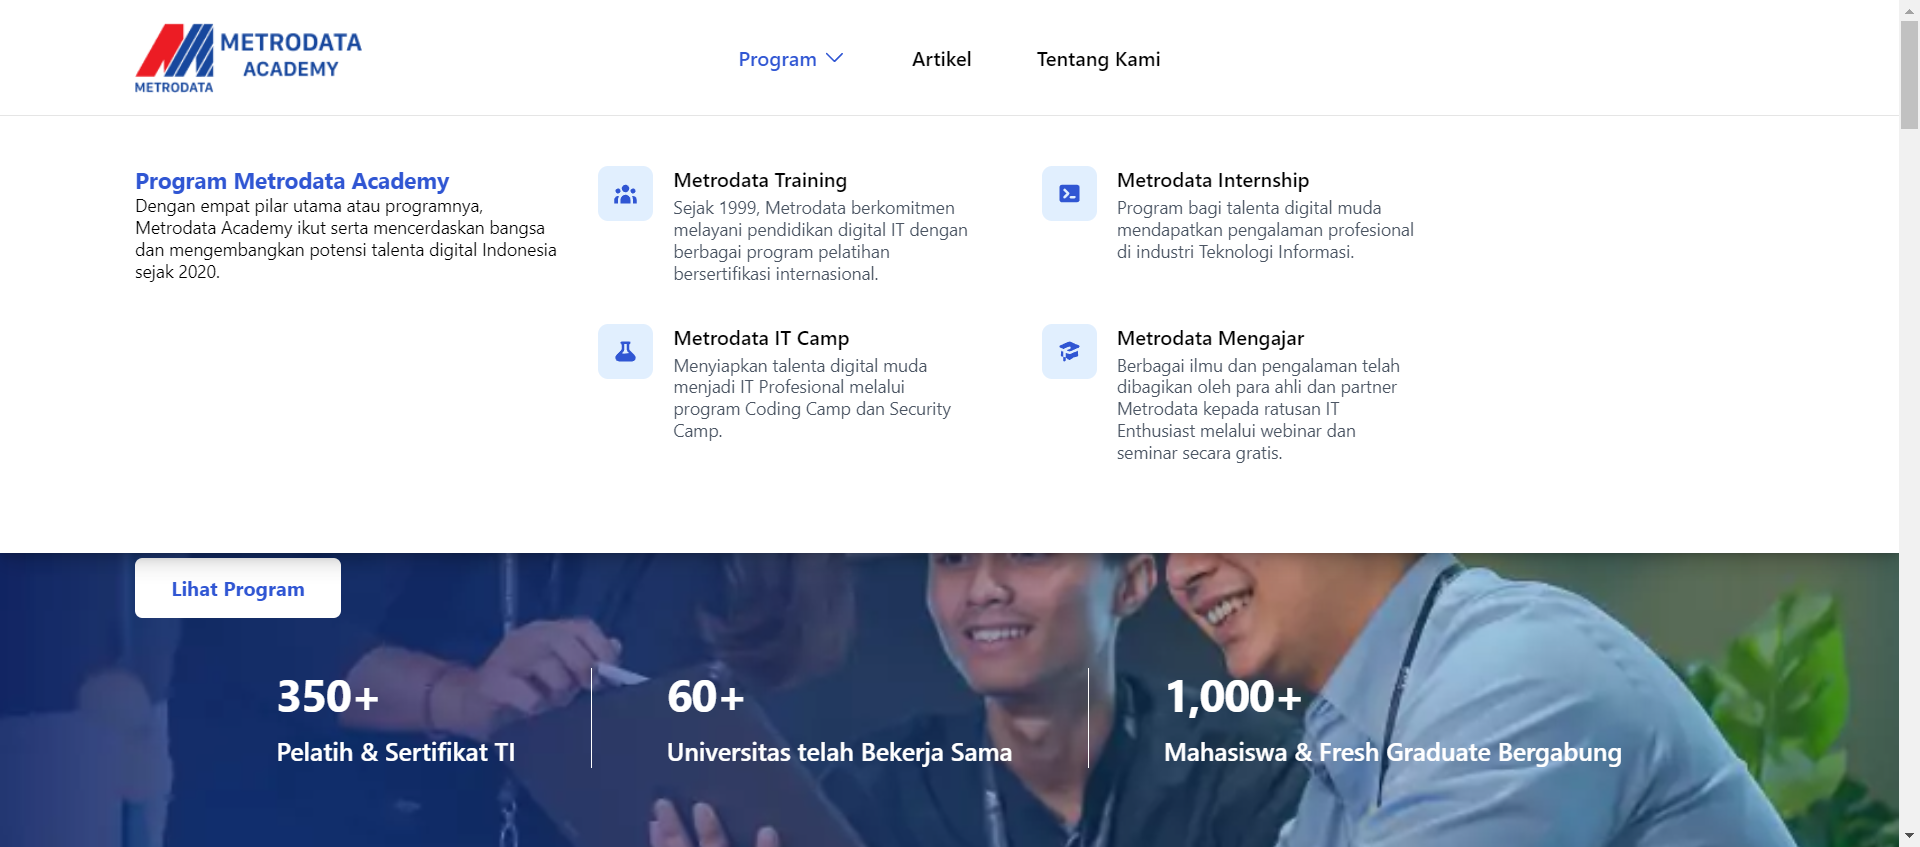 METRODATA
ACADEMY
METRODATA
Program
Artikel
Tentang Kami
Program Metrodata Academy
Dengan empat pilar utama atau programnya,
Metrodata Academy ikut serta mencerdaskan bangsa
dan mengembangkan potensi talenta digital Indonesia
sejak 2020.
Metrodata Training
Sejak 1999, Metrodata berkomitmen
melayani pendidikan digital IT dengan
berbagai program pelatihan
bersertifikasi internasional.
Metrodata Internship
Program bagi talenta digital muda
mendapatkan pengalaman profesional
di industri Teknologi Informasi.
Metrodata IT Camp
Menyiapkan talenta digital muda
menjadi IT Profesional melalui
program Coding Camp dan Security
Camp.
Metrodata Mengajar
Berbagai ilmu dan pengalaman telah
dibagikan oleh para ahli dan partner
Metrodata kepada ratusan IT
Enthusiast melalui webinar dan
seminar secara gratis.
Lihat Program
350+
Pelatih & Sertifikat TI
60+
Universitas telah Bekerja Sama
1,000+
Mahasiswa & Fresh Graduate Bergabung